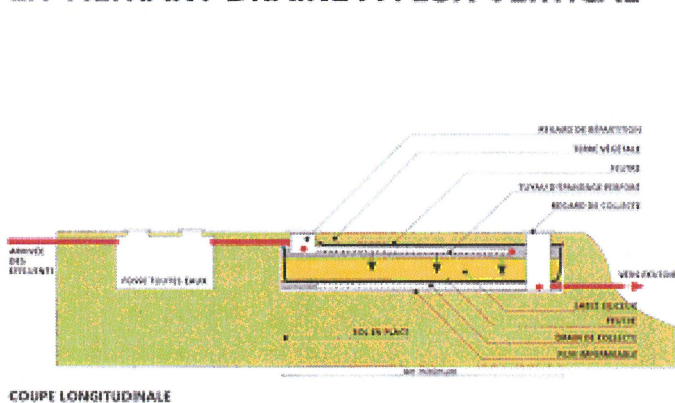 REGARD DE RÉPARTITION
TERRE VÉGÉTALE
FEUTRE
TUYAU D'ÉPANDAGE PERFORÉ
REGARD DE COLLECTE
ARRIVÉE
DES
EFFLUENTS
FOSSE TOUTES EAUX
VERS EXUTOIRE
SABLE SILICEUX
FEUTRE
DRAIN DE COLLECTE
FILM IMPERMÉABLE
SOL EN PLACE
COUPE LONGITUDINALE